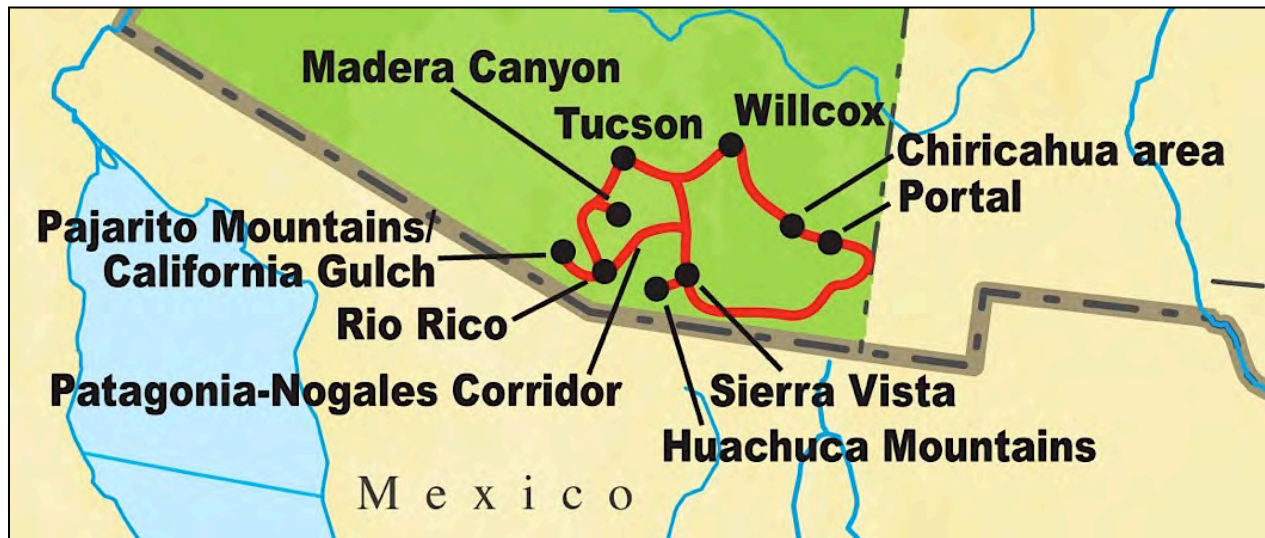 Madera Canyon
Tucson
Willcox
Chiricahua area
Portal
Pajarito Mountains/
California Gulch
Rio Rico
Patagonia-Nogales Corridor
Sierra Vista
Huachuca Mountains
Mexico